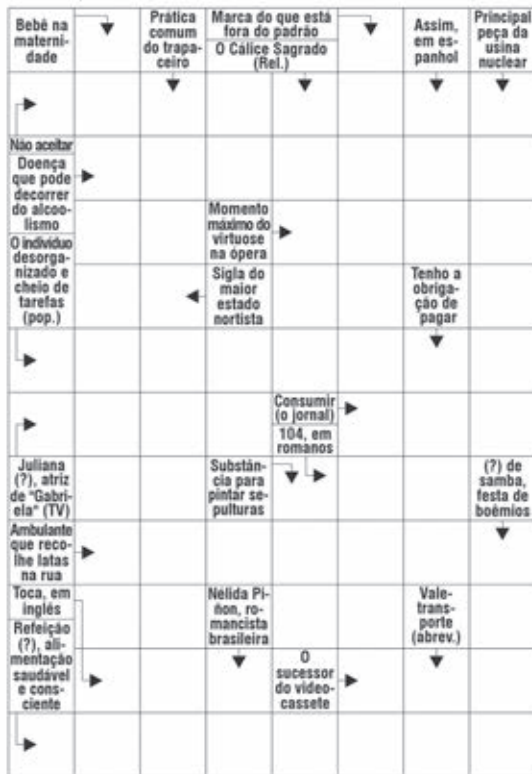 Bebê na
materni-
dade
Prática
comum
do trapa-
ceiro
Marca do que está
fora do padrão
O Cálice Sagrado
(Rel.)
Assim,
em es-
panhol
Principal
peça da
usina
nuclear
Não aceitar
Doença
que pode
decorrer
do alcoo-
lismo
O indivíduo
desorga-
nizado e
cheio de
tarefas
(pop.)
Momento
máximo do
virtuose
na ópera
Sigla do
maior
estado
nortista
Tenho a
obriga-
ção de
pagar
Consumir
(o jornal)
104, em
romanos
Juliana
(?), atriz
de "Gabri-
ela" (TV)
Substân-
cia para
pintar se-
pulturas
(?) de
samba,
festa de
boêmios
Ambulante
que reco-
lhe latas
na rua
Toca, em
inglês
Refeição
(?), ali-
mentação
saudável
e cons-
ciente
Nélida Pi-
ñon, ro-
mancista
brasileira
Vale-
trans-
porte
(abrev.)
O
sucessor
do video-
cassete